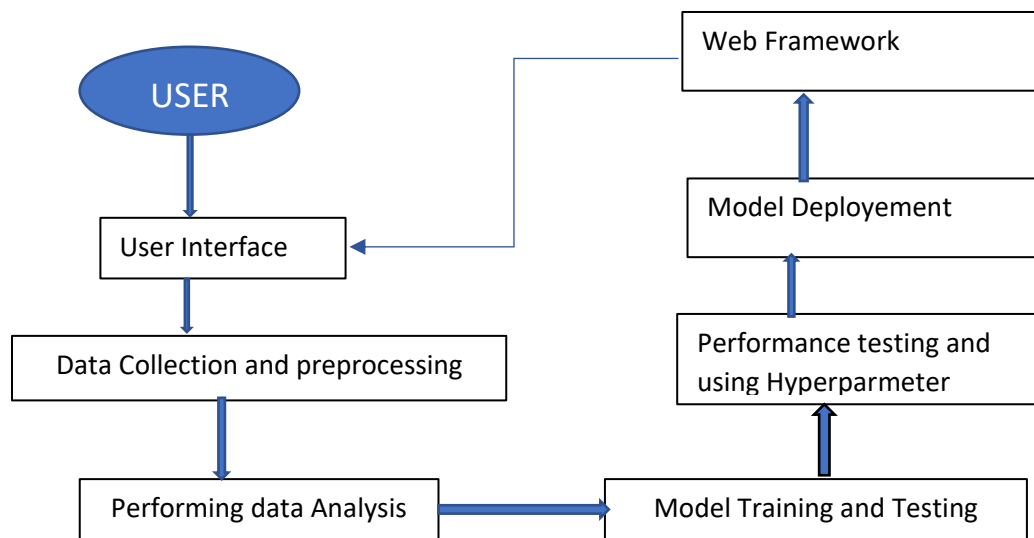 USER
User Interface
Data Collection and preprocessing
Performing data Analysis
Model Training and Testing
Performance testing and
using Hyperparmeter
Model Deployement
Web Framework